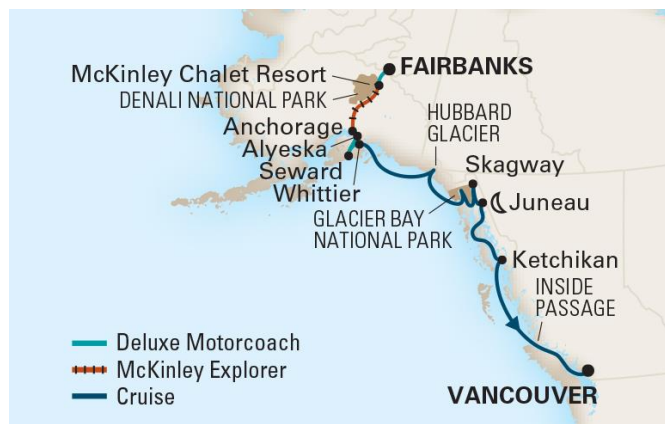 McKinley Chalet Resort
FAIRBANKS
DENALI NATIONAL PARK
HUBBARD
GLACIER
Anchorage
Alyeska
Seward
Whittier
Skagway
GLACIER BAY
NATIONAL PARK
Juneau
Ketchikan
INSIDE
PASSAGE
Deluxe Motorcoach
McKinley Explorer
Cruise
VANCOUVER